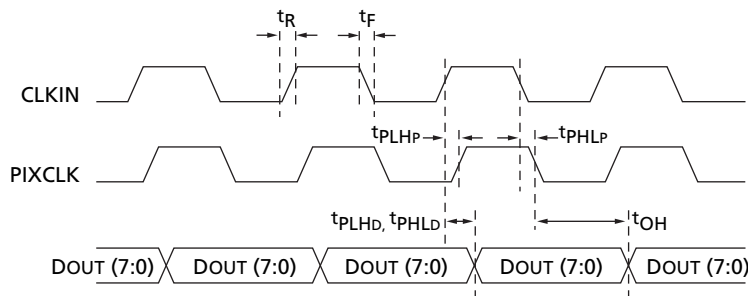 tR tF
CLKIN
tPLHP tPHLP
PIXCLK
tPLHD, tPHLD tOH
DOUT (7:0) DOUT (7:0) DOUT (7:0) DOUT (7:0) DOUT (7:0)